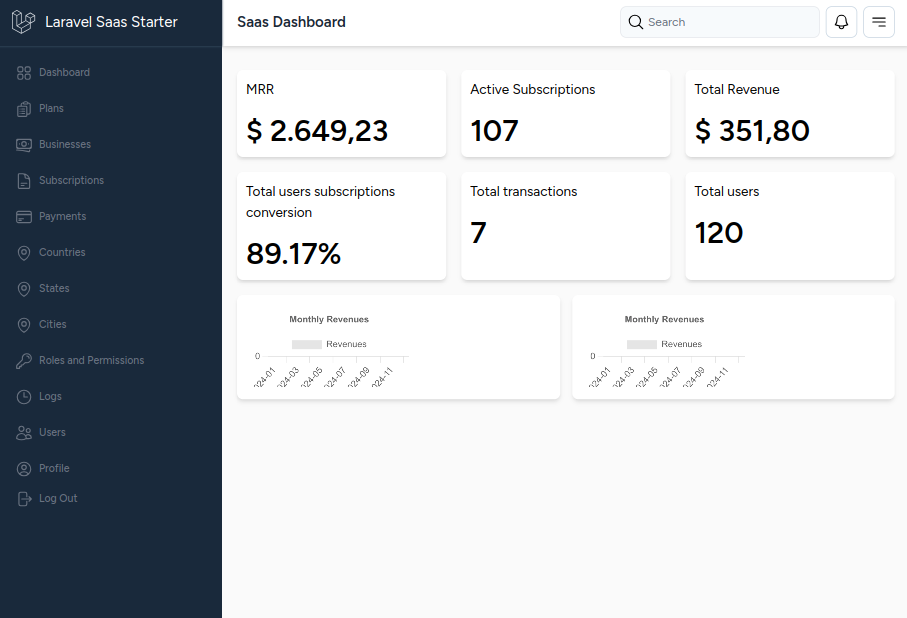 Laravel Saas Starter
Saas Dashboard
Search
Dashboard
Plans
Businesses
Subscriptions
Payments
Countries
States
Cities
Roles and Permissions
Logs
Users
Profile
Log Out
MRR
$ 2.649,23
Active Subscriptions
107
Total Revenue
$ 351,80
Total users subscriptions
conversion
89.17%
Total transactions
7
Total users
120
Monthly Revenues
Revenues
0
024-01
024-03
024-05
024-07
024-09
024-11
Monthly Revenues
Revenues
0
024-01
024-03
024-05
024-07
024-09
024-11